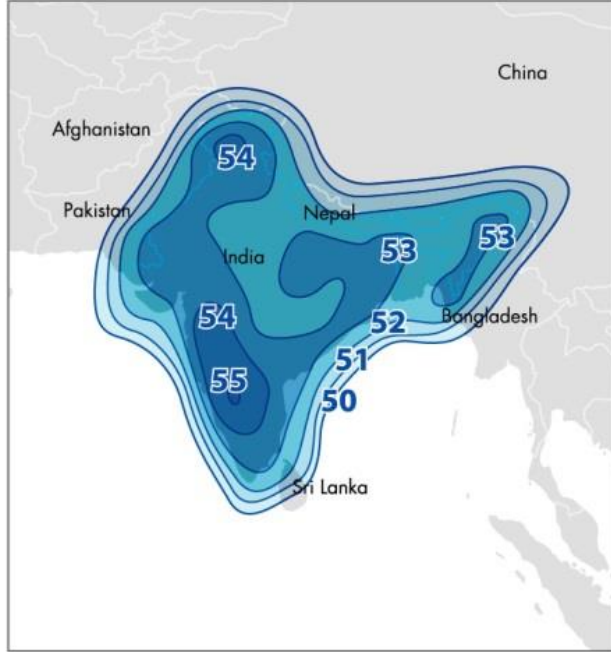 China
Afghanistan
54
Pakistan
Nepal
53
53
India
54
52
Bangladesh
51
55
50
Sri Lanka